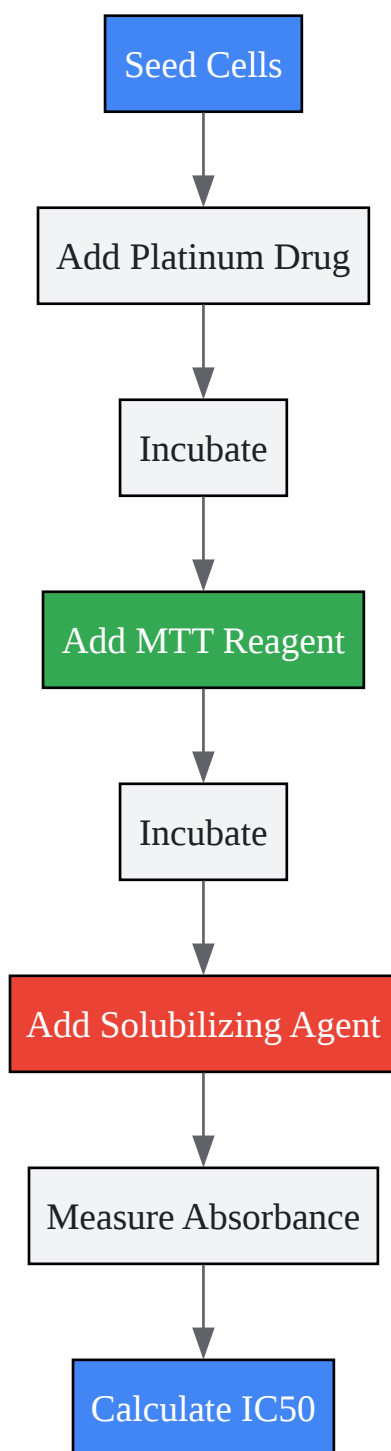 Seed Cells
Add Platinum Drug
Incubate
Add MTT Reagent
Incubate
Add Solubilizing Agent
Measure Absorbance
Calculate IC50